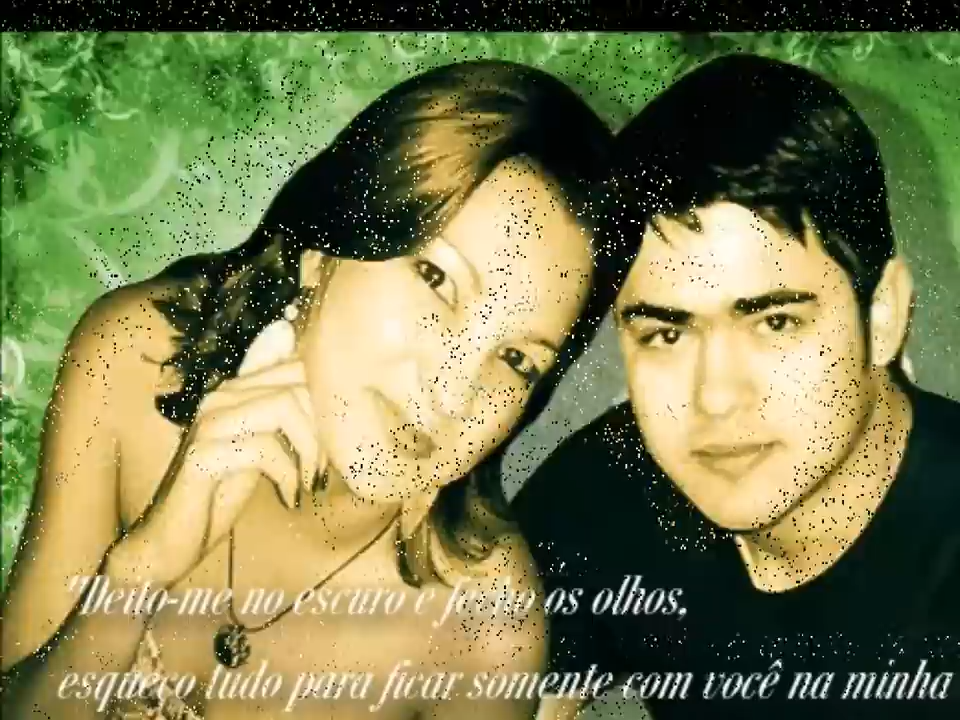 "Deito-me no escuro e fecho os olhos,
esqueço tudo para ficar somente com você na minha